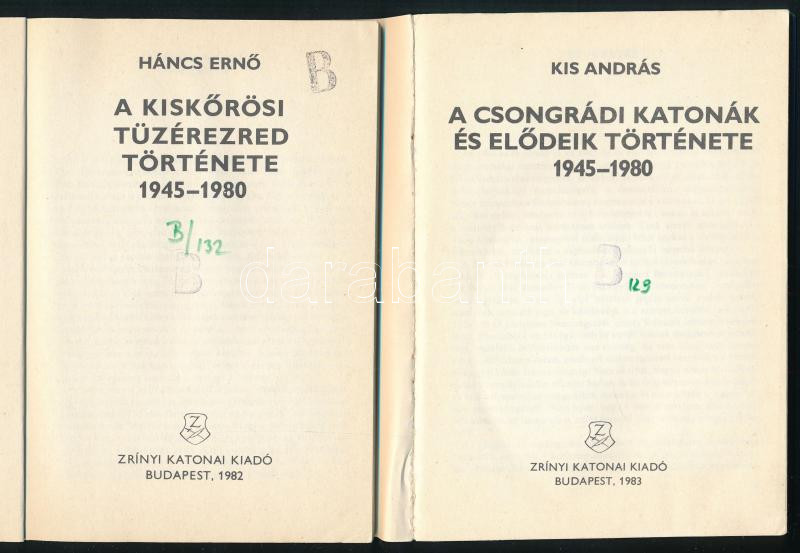 HÁNCS ERNŐ
B
A KISKŐRÖSI
TÜZÉREZRED
TÖRTÉNETE
1945–1980
B/132
B
Z
ZRÍNYI KATONAI KIADÓ
BUDAPEST, 1982
KIS ANDRÁS
A CSONGRÁDI KATONÁK
ÉS ELŐDEIK TÖRTÉNETE
1945–1980
B
129
Z
ZRÍNYI KATONAI KIADÓ
BUDAPEST, 1983
darabanth